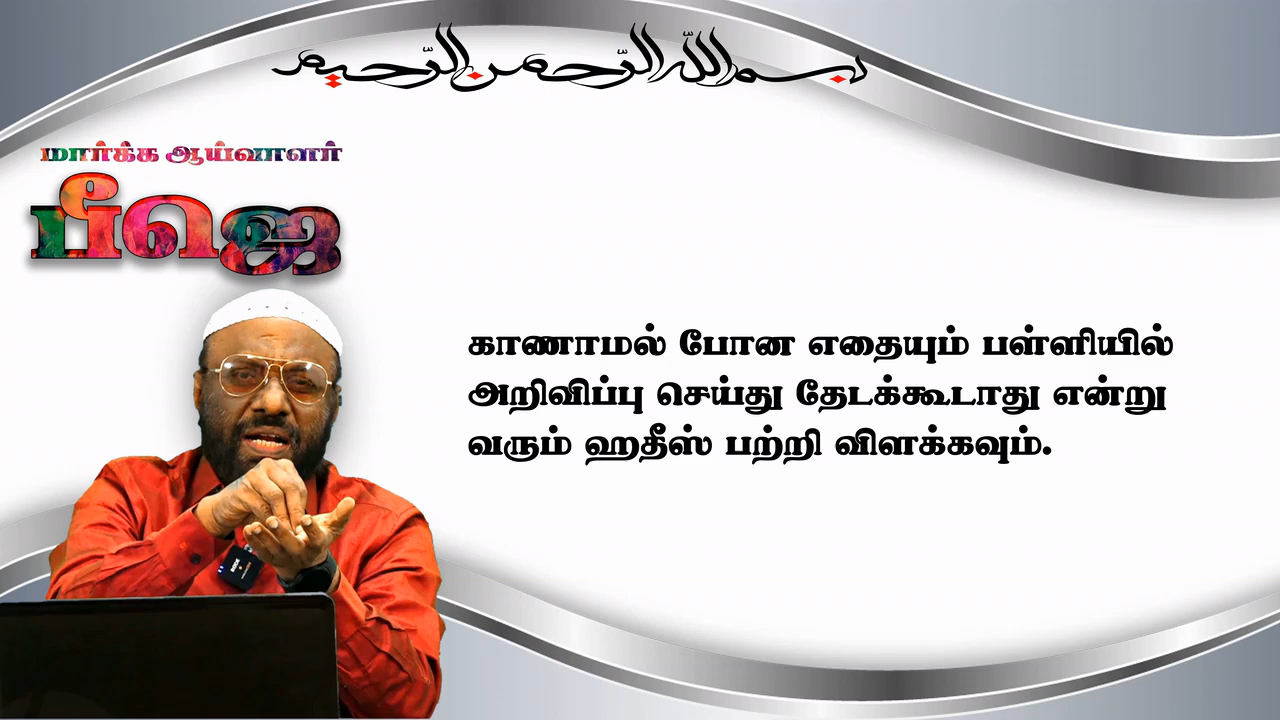 بسم الله الرحمن الرحيم
மார்க்க ஆய்வாளர்
பீஜெ
காணாமல் போன எதையும் பள்ளியில்
அறிவிப்பு செய்து தேடக்கூடாது என்று
வரும் ஹதீஸ் பற்றி விளக்கவும்.